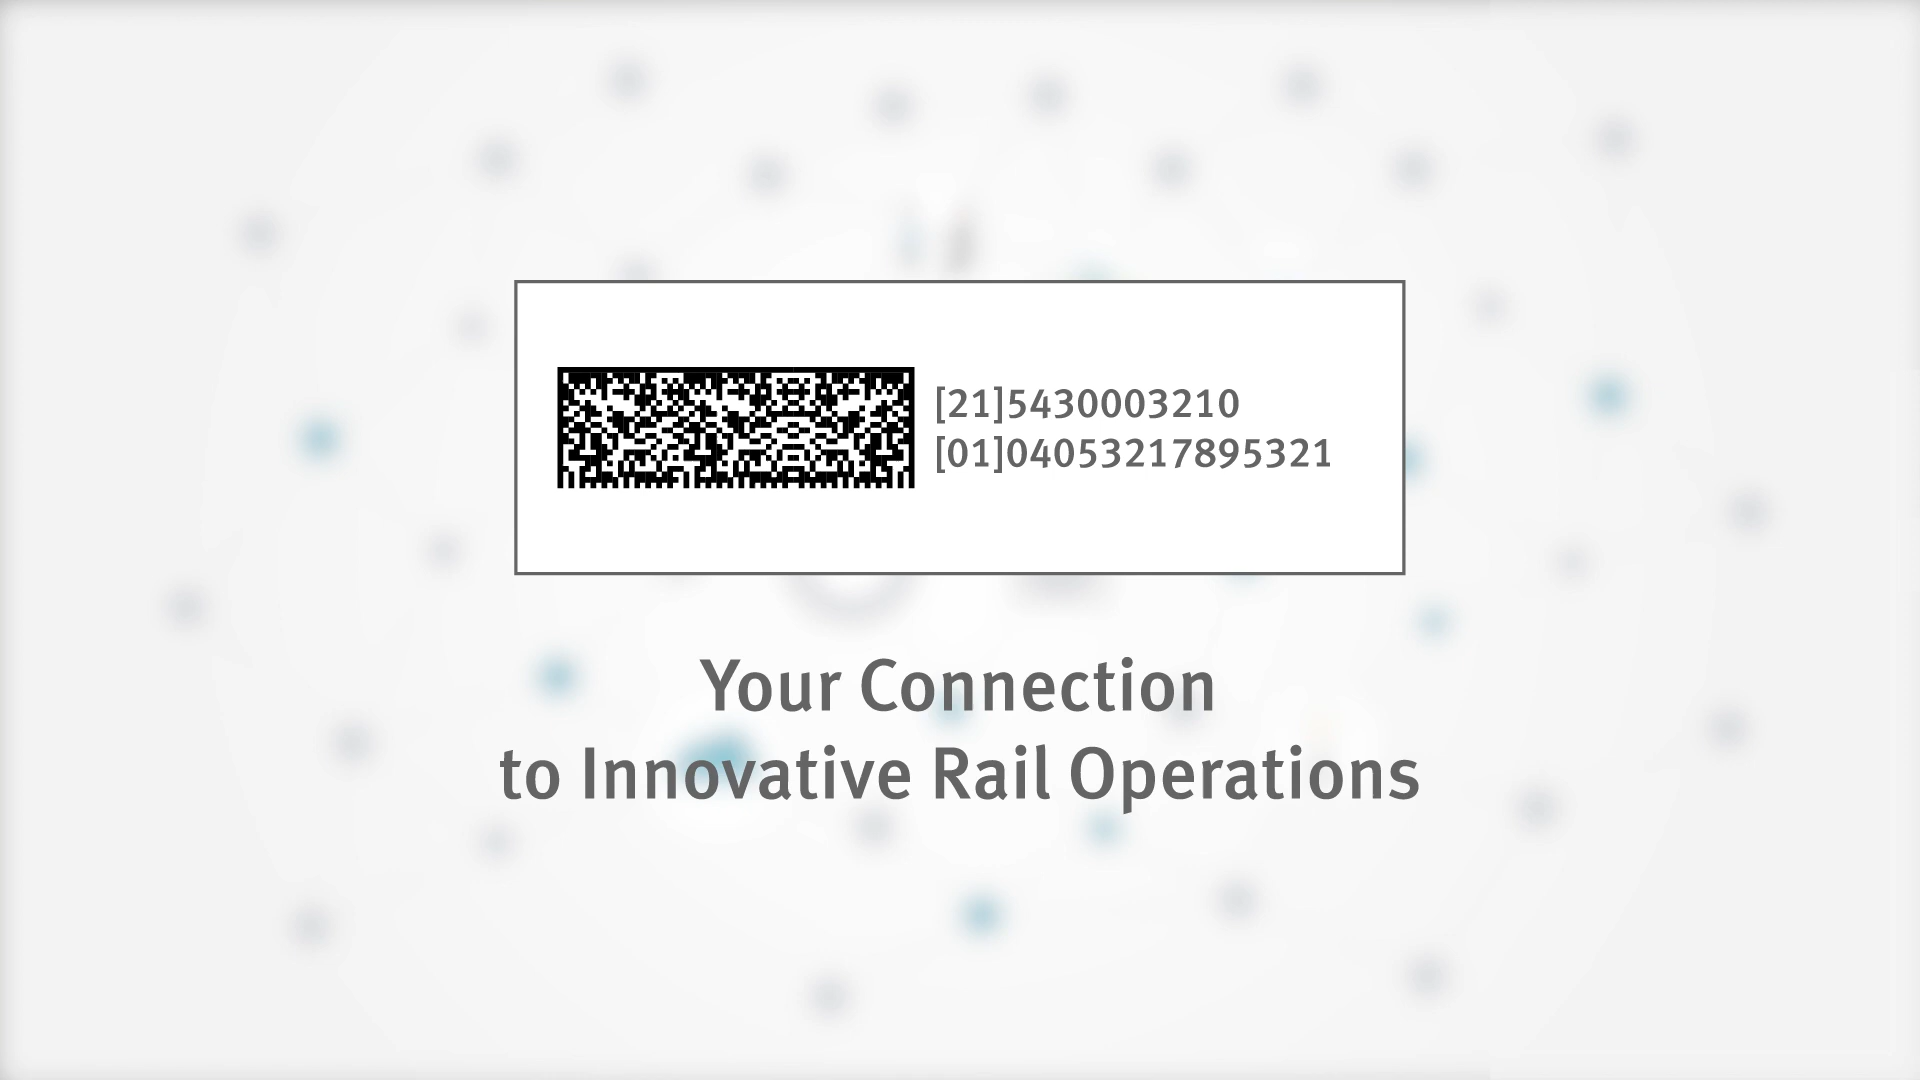 [21]5430003210
[01]04053217895321
Your Connection
to Innovative Rail Operations